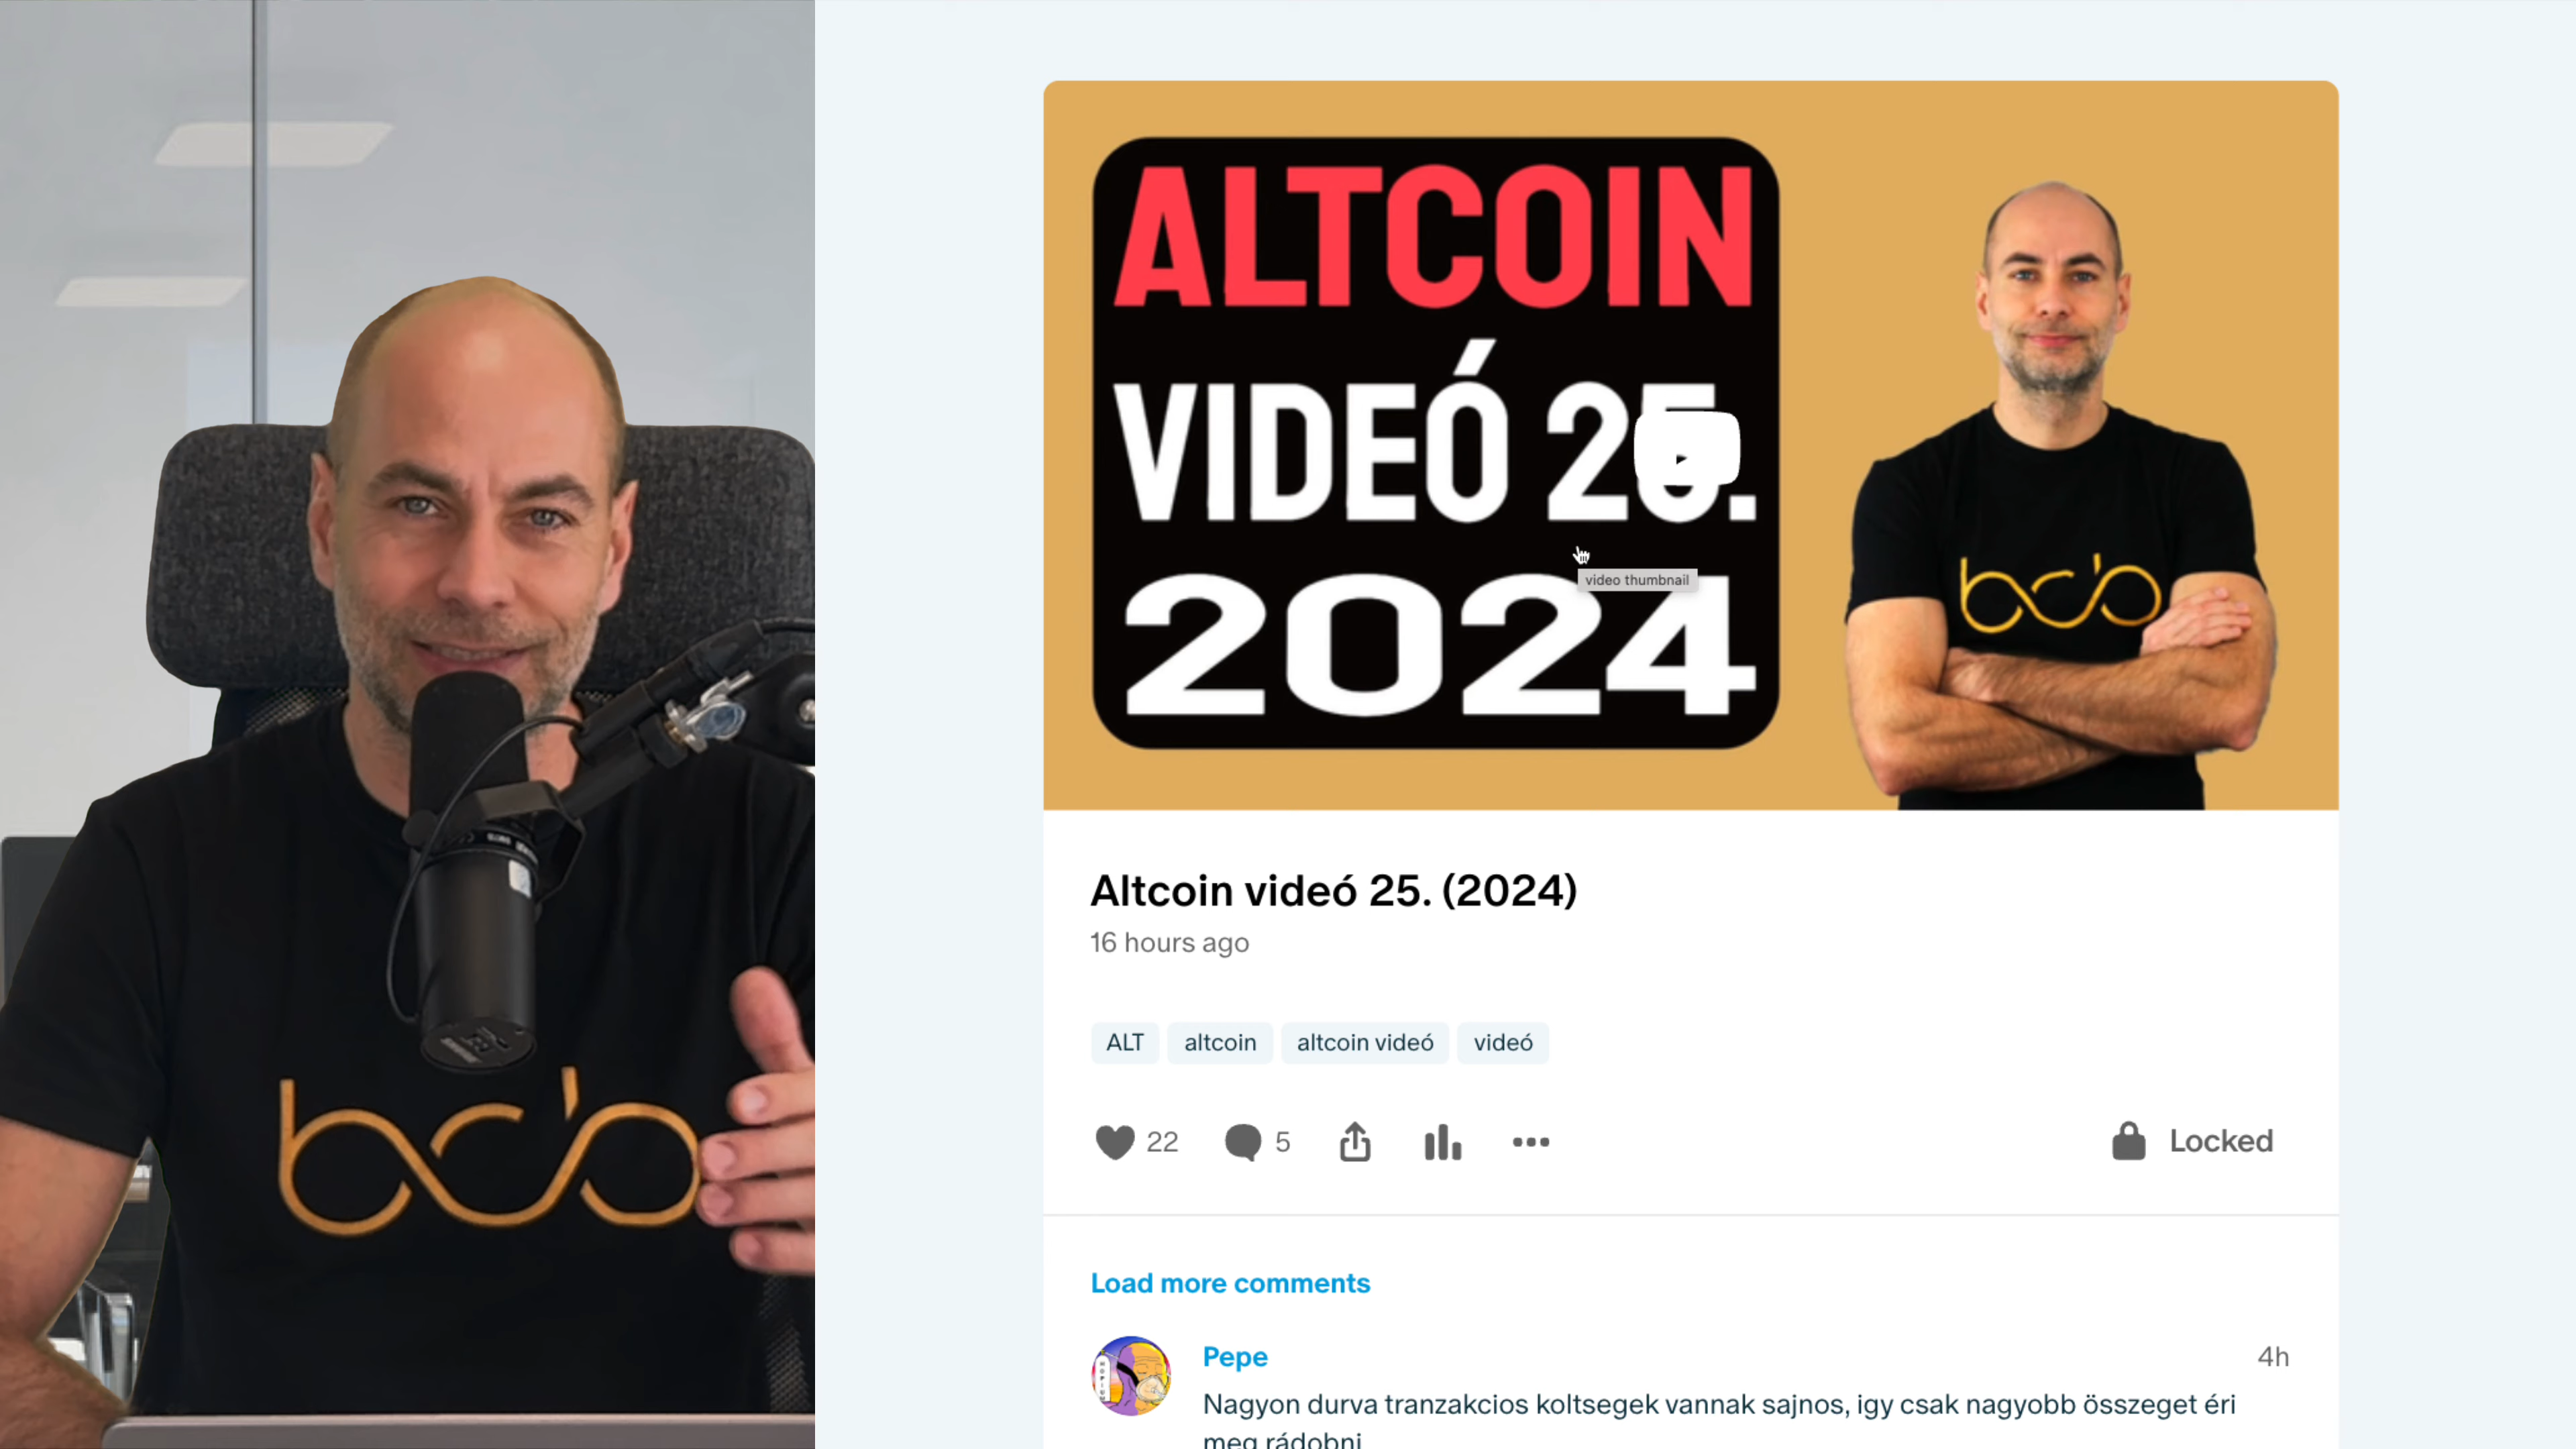 ALTCOIN
VIDEÓ 25.
2024
video thumbnail
Altcoin videó 25. (2024)
16 hours ago
ALT altcoin altcoin videó videó
22 5 Locked
Load more comments
Pepe 4h
Nagyon durva tranzakcios koltsegek vannak sajnos, igy csak nagyobb összeget éri
meg rádobni